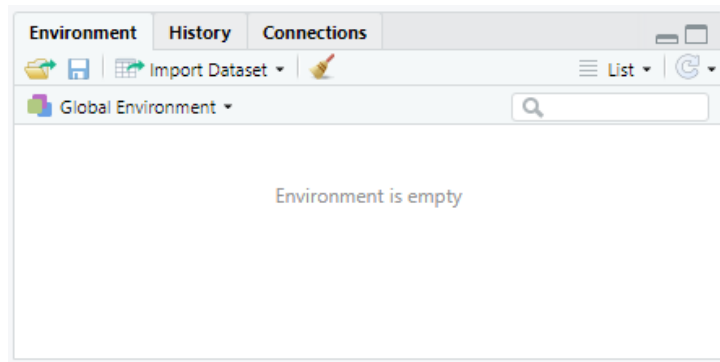 Environment History Connections
Import Dataset List
Global Environment
Environment is empty